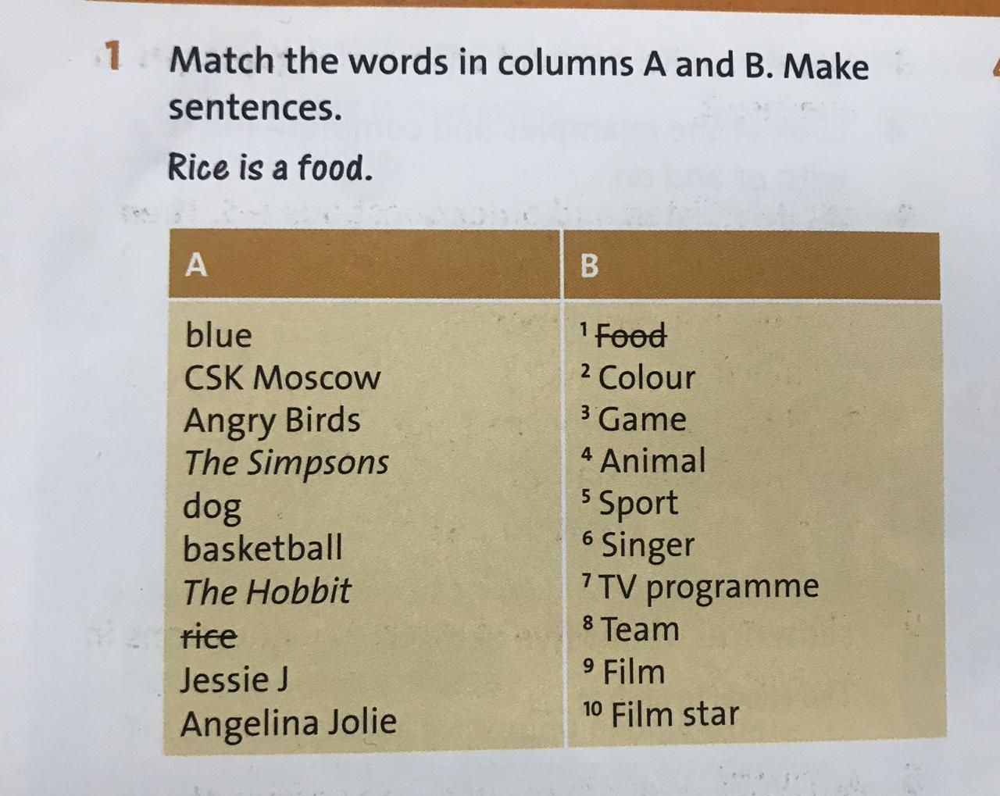 1 Match the words in columns A and B. Make
sentences.
Rice is a food.
A
B
blue
CSK Moscow
Angry Birds
The Simpsons
dog
basketball
The Hobbit
rice
Jessie J
Angelina Jolie
1 Food
2 Colour
3 Game
4 Animal
5 Sport
6 Singer
7 TV programme
8 Team
9 Film
10 Film star